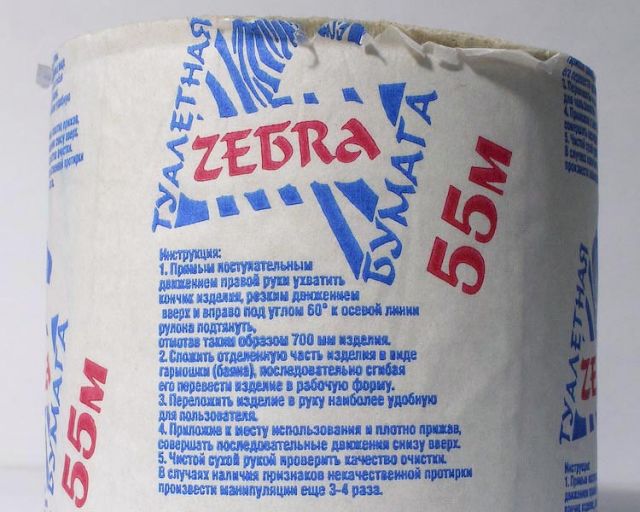 ТУАЛЕТНАЯ
ZEБRA
БУМАГА
55м
Инструкция:
1. Прямым поступательным
движением правой руки ухватить
кончик изделия, резким движением
вверх и вправо под углом 60° к осевой линии
рулона подтянуть,
отмотав таким образом 700 мм изделия.
2. Сложить отделенную часть изделия в виде
гармошки (баяна), последовательно сгибая
его перевести изделие в рабочую форму.
3. Переложить изделие в руку наиболее удобную
для пользователя.
4. Приложив к месту использования и плотно прижав,
совершать последовательные движения снизу вверх.
5. Чистой сухой рукой проверить качество очистки.
В случаях наличия признаков некачественной протирки
произвести манипуляции еще 3-4 раза.
БУМАГА
55м
ТУАЛЕТНАЯ
ZE
Инструкция: